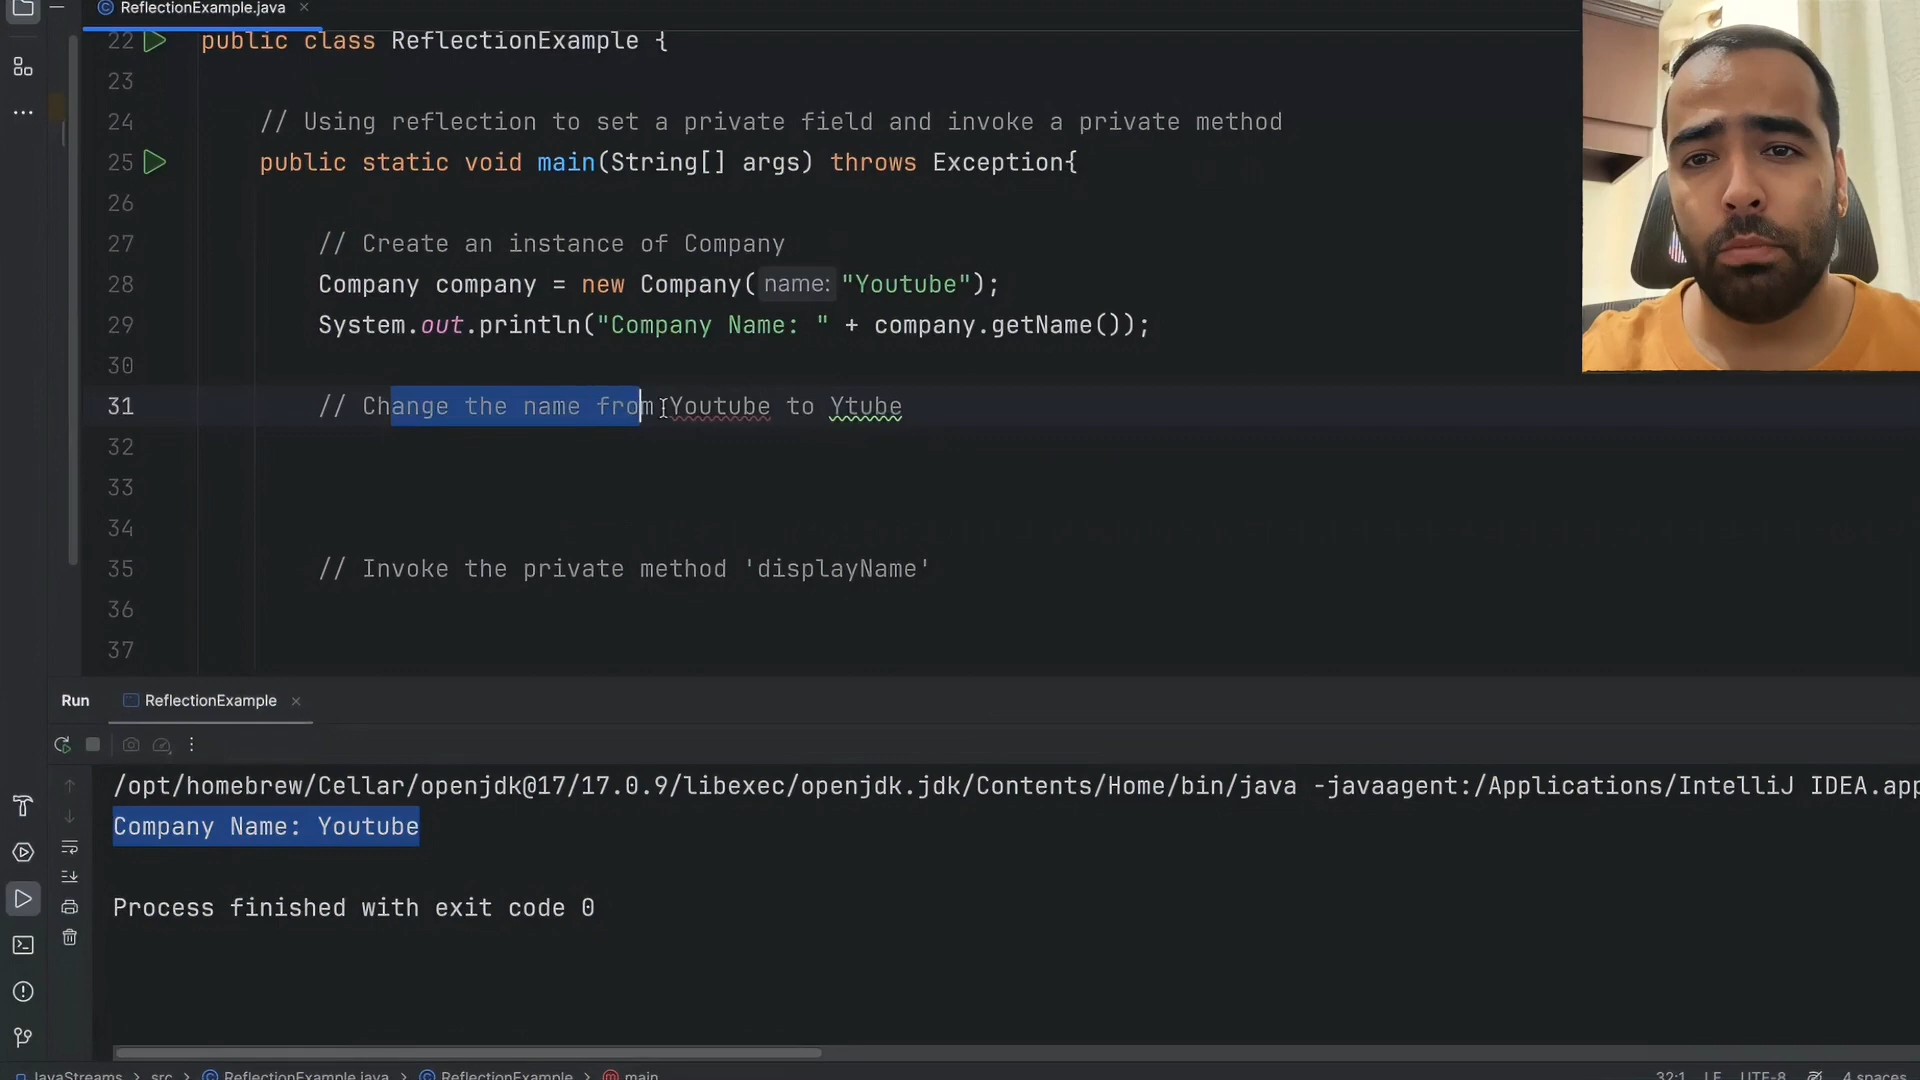 ReflectionExample.java
22 public class ReflectionExample {
23
24 // Using reflection to set a private field and invoke a private method
25 public static void main(String[] args) throws Exception{
26
27 // Create an instance of Company
28 Company company = new Company( name: "Youtube");
29 System.out.println("Company Name: " + company.getName());
30
31 // Change the name from Youtube to Ytube
32
33
34
35 // Invoke the private method 'displayName'
36
37
Run ReflectionExample
/opt/homebrew/Cellar/openjdk@17/17.0.9/libexec/openjdk.jdk/Contents/Home/bin/java -javaagent:/Applications/IntelliJ IDEA.app
Company Name: Youtube
Process finished with exit code 0
JavaStreams > src > ReflectionExample.java > ReflectionExample > main 32:1 LF UTF-8 4 spaces